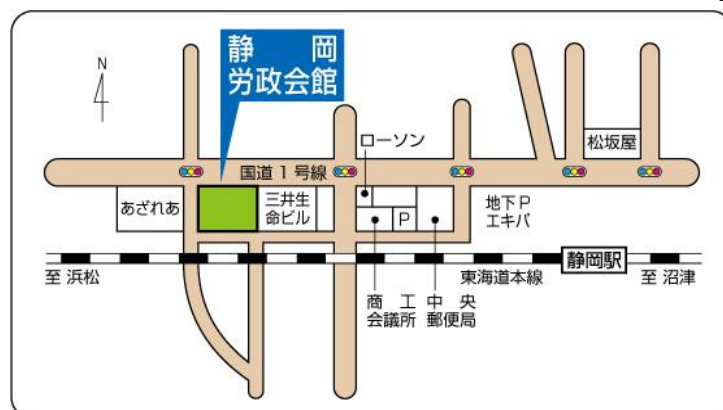 静岡
労政会館
N
ローソン
松坂屋
国道1号線
あざれあ
三井生
命ビル
P
地下P
エキパ
至 浜松
東海道本線
静岡駅
至 沼津
商工
会議所
中央
郵便局